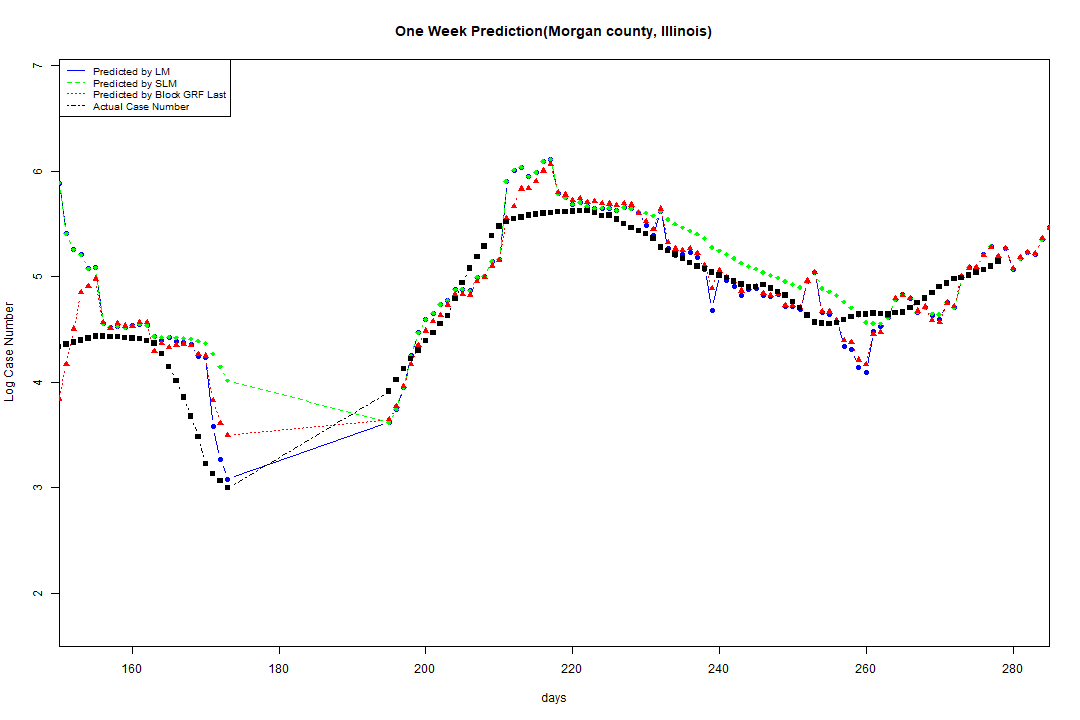 One Week Prediction(Morgan county, Illinois)
Predicted by LM
Predicted by SLM
Predicted by Block GRF Last
Actual Case Number
7
6
5
4
3
2
Log Case Number
160 180 200 220 240 260 280
days